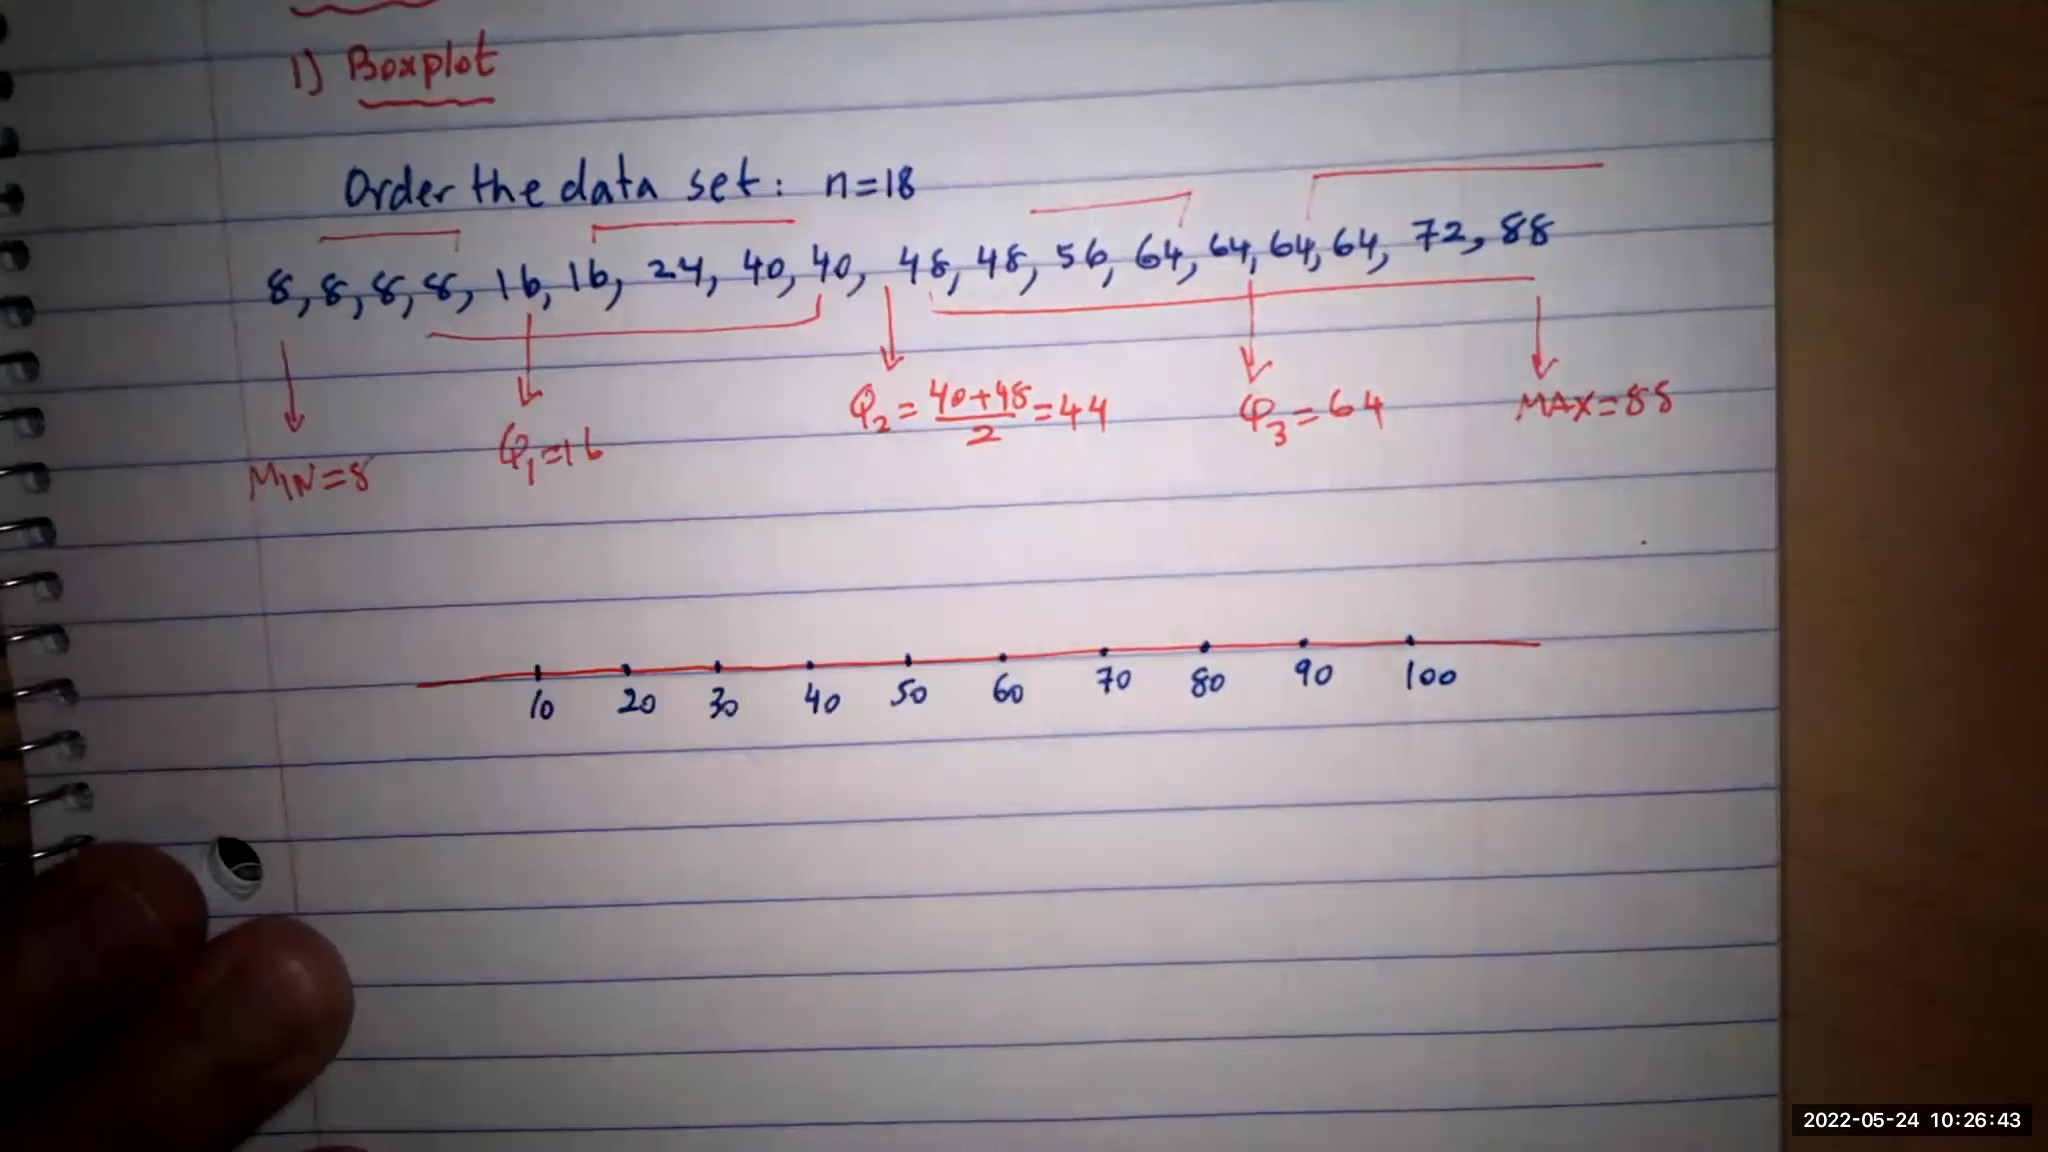 1) Boxplot
Order the data set: n=18
8, 8, 8, 8, 16, 16, 24, 40, 40, 48, 48, 56, 64, 64, 64, 64, 72, 88
MIN=8
Q1=16
Q2 = 40+48/2 = 44
Q3 = 64
MAX=88
10 20 30 40 50 60 70 80 90 100
2022-05-24 10:26:43